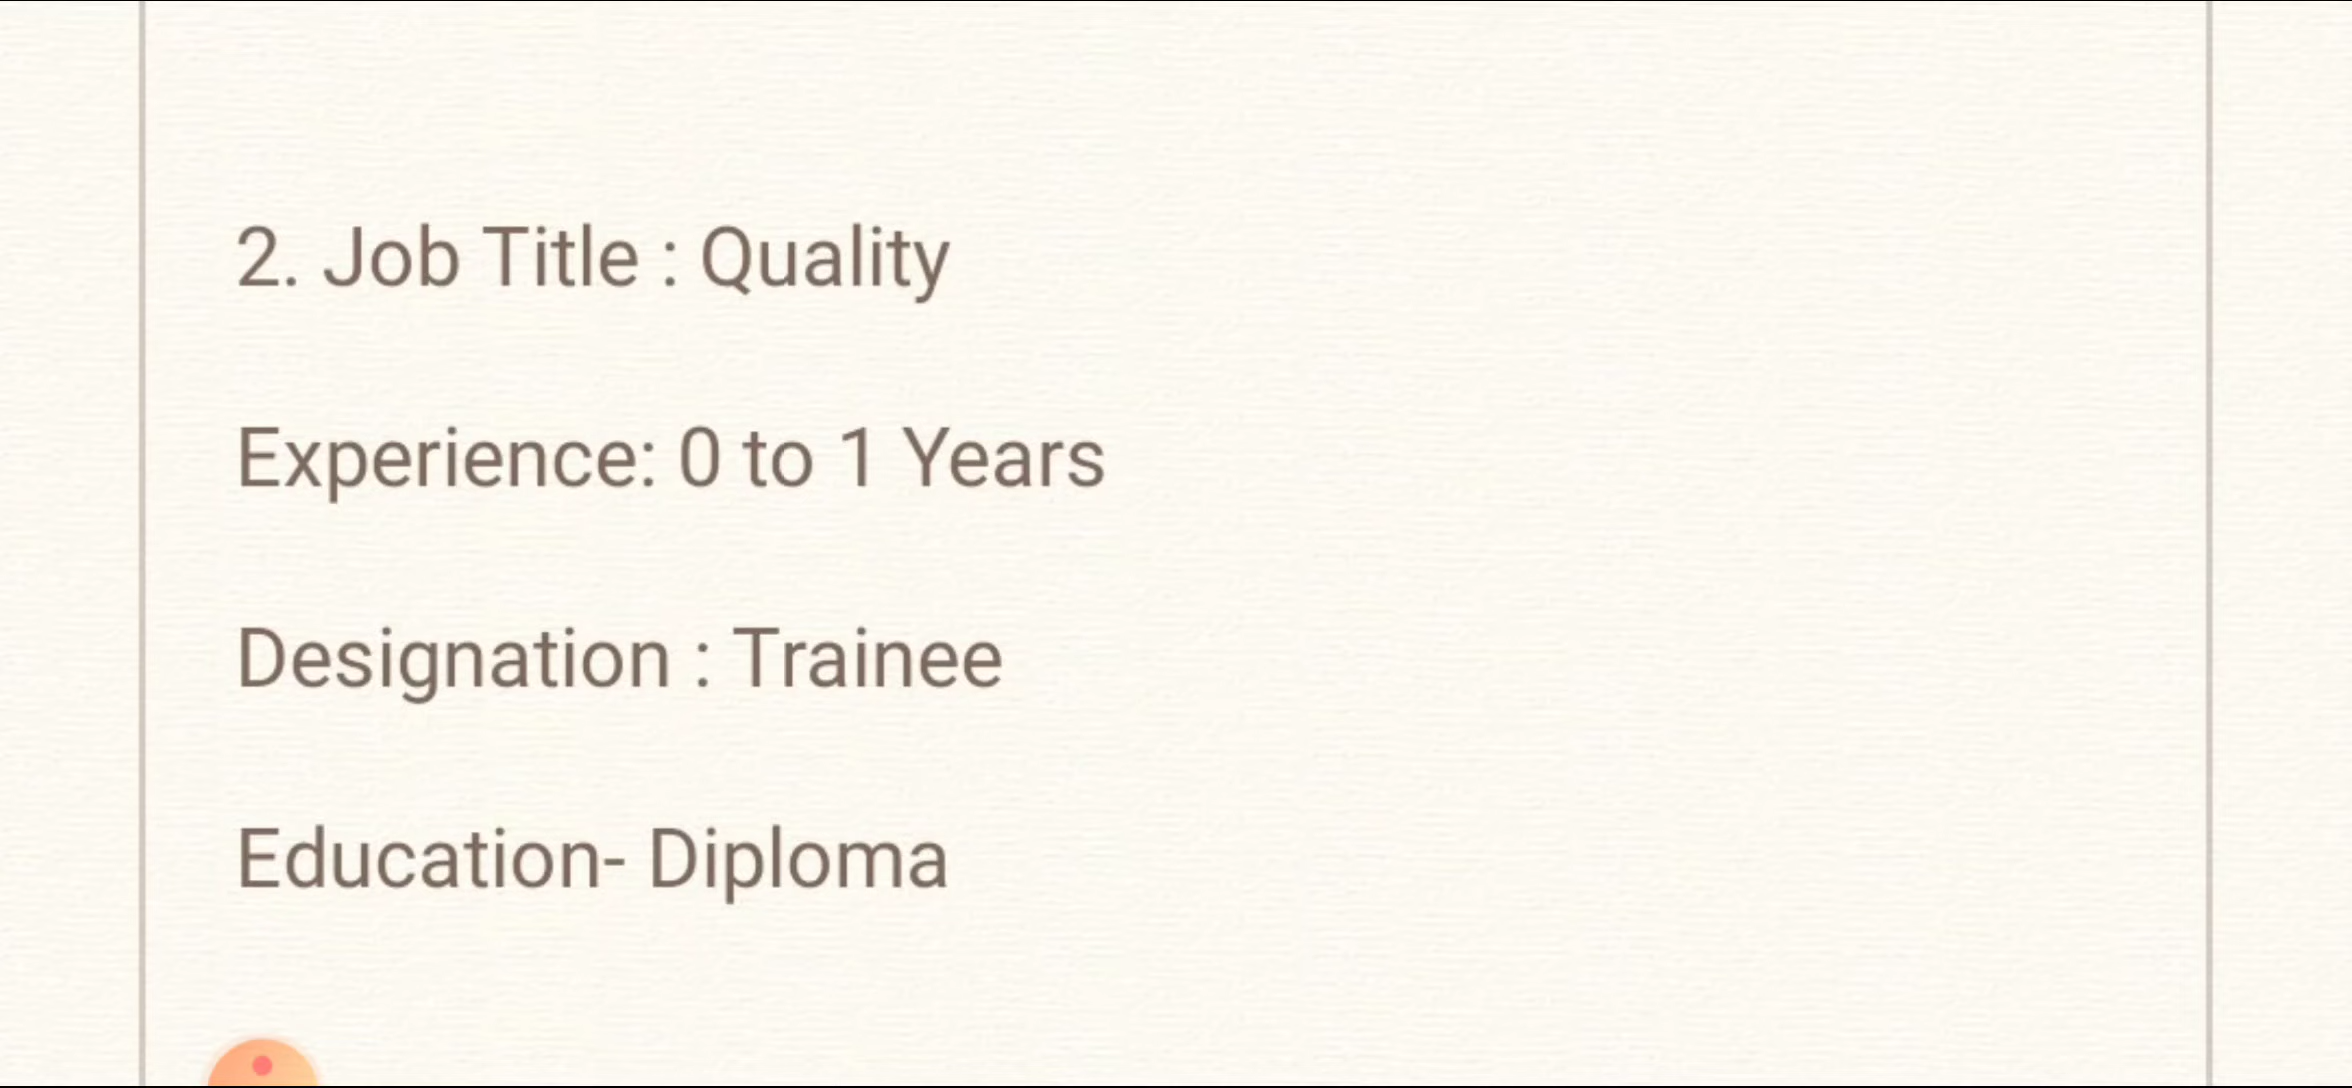 2. Job Title : Quality
Experience: 0 to 1 Years
Designation : Trainee
Education- Diploma